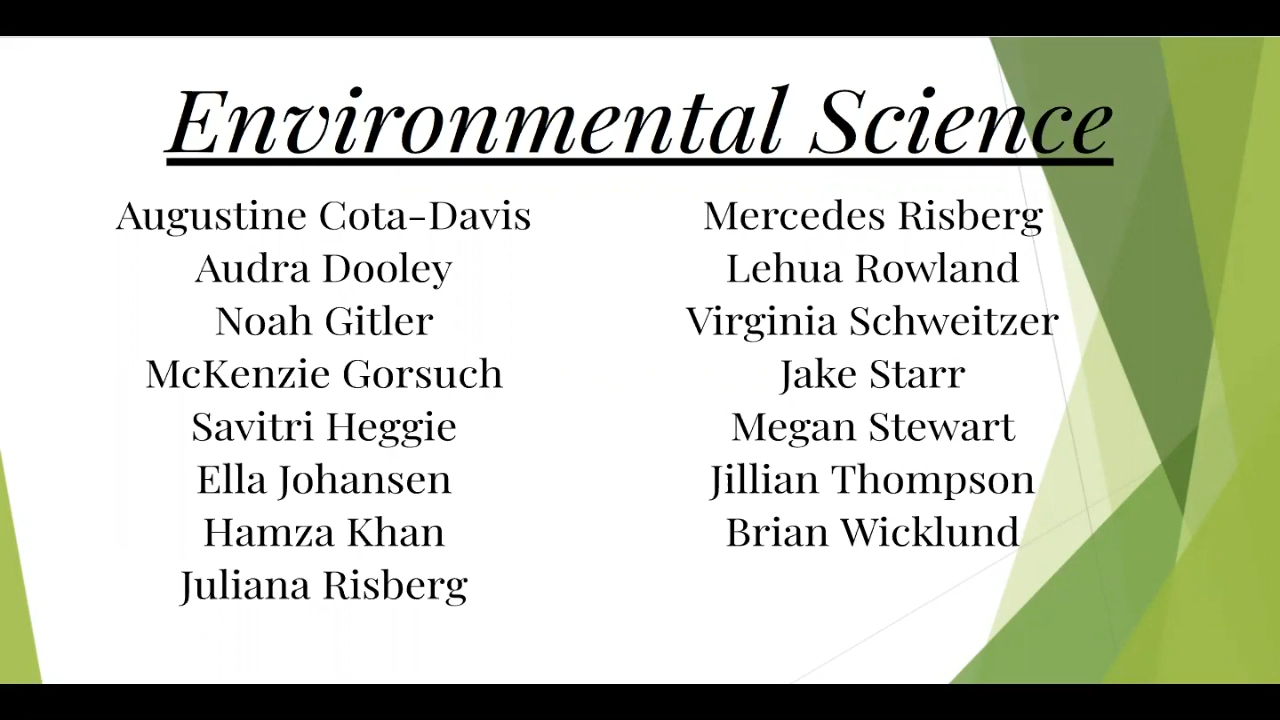 Environmental Science
Augustine Cota-Davis
Audra Dooley
Noah Gitler
McKenzie Gorsuch
Savitri Heggie
Ella Johansen
Hamza Khan
Juliana Risberg
Mercedes Risberg
Lehua Rowland
Virginia Schweitzer
Jake Starr
Megan Stewart
Jillian Thompson
Brian Wicklund